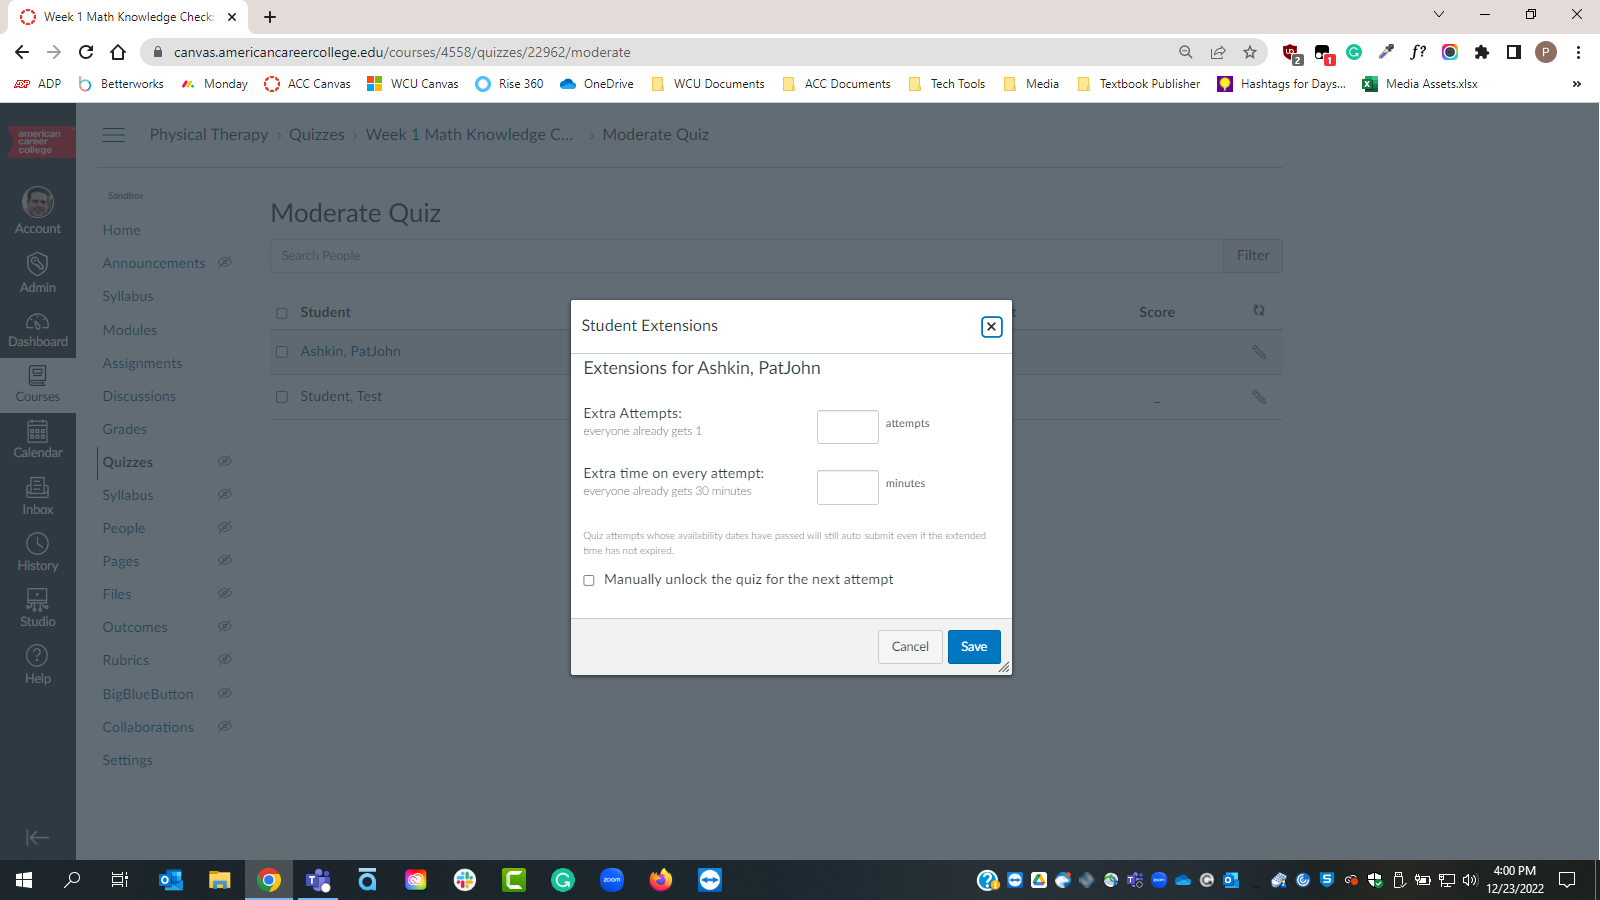 Week 1 Math Knowledge Check:
canvas.americancareercollege.edu/courses/4558/quizzes/22962/moderate
2
1
f?
P
ADP ADP Betterworks Monday ACC Canvas WCU Canvas Rise 360 OneDrive WCU Documents ACC Documents Tech Tools Media Textbook Publisher Hashtags for Days... Media Assets.xlsx »
american
career
college
Physical Therapy > Quizzes > Week 1 Math Knowledge C... > Moderate Quiz
Account
Admin
Dashboard
Courses
Calendar
Inbox
History
Studio
Help
Sandbox
Home
Announcements
Syllabus
Modules
Assignments
Discussions
Grades
Quizzes
Syllabus
People
Pages
Files
Outcomes
Rubrics
BigBlueButton
Collaborations
Settings
Moderate Quiz
Search People
Filter
Student
t
Score
Ashkin, PatJohn
Student, Test
_
Student Extensions
Extensions for Ashkin, PatJohn
Extra Attempts:
everyone already gets 1
attempts
Extra time on every attempt:
everyone already gets 30 minutes
minutes
Quiz attempts whose availability dates have passed will still auto-submit even if the extended
time has not expired.
Manually unlock the quiz for the next attempt
Cancel
Save
zoom
4:00 PM
12/23/2022